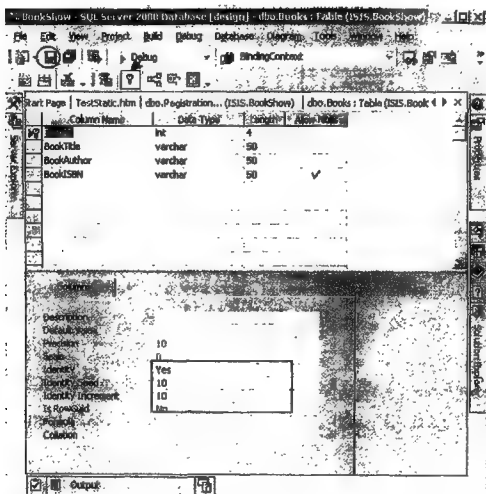 BookShow - SQL Server 2000 Database [design] - dbo.Books : Table (ISIS.BookShow)
File Edit View Project Build Debug Database Diagram Tools Window Help
Debug BindingContext
Start Page TestStatic.htm dbo.Registration... (ISIS.BookShow) dbo.Books : Table (ISIS.Book
Column Name Data Type Length Allow Nulls
int 4
BookTitle varchar 50
BookAuthor varchar 50
BookISBN varchar 50
Server Explorer
Properties
Solution Explorer
Columns
Description
Default Value
Precision 10
Scale 0
Identity Yes
Identity Seed 10
Identity Increment 10
Is RowGuid No
Formula
Collation
Output